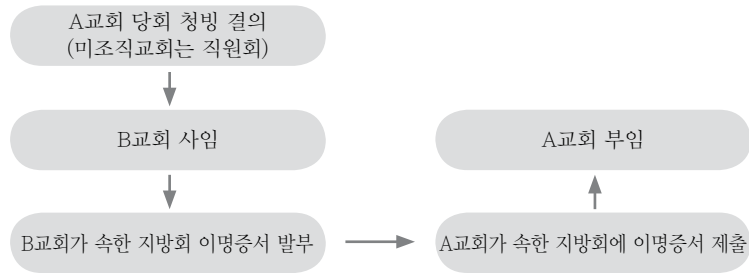 A교회 당회 청빙 결의
(미조직교회는 직원회)
B교회 사임
B교회가 속한 지방회 이명증서 발부
A교회가 속한 지방회에 이명증서 제출
A교회 부임